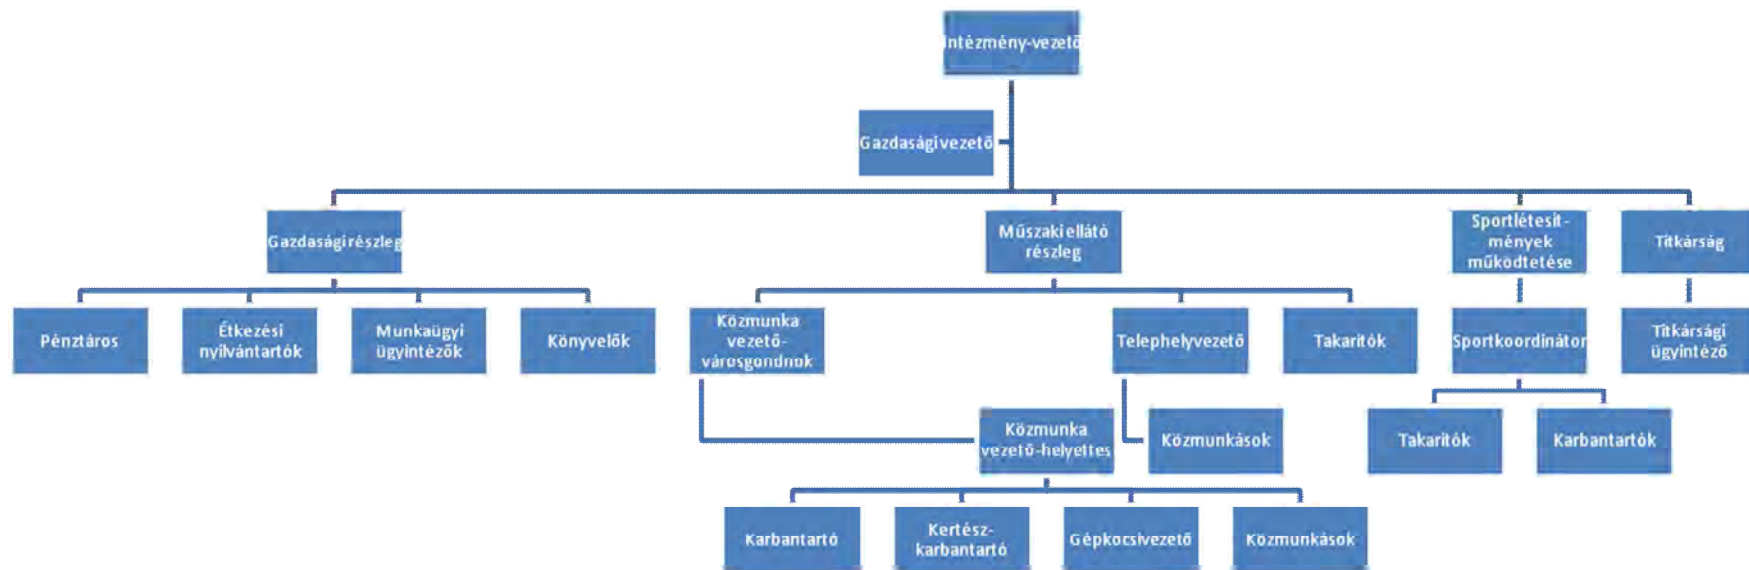 Intézmény-vezető
Gazdasági vezető
Gazdasági részleg
Műszaki ellátó
részleg
Sportlétesít-
mények
működtetése
Titkárság
Pénztáros
Étkezési
nyilvántartók
Munkaügyi
ügyintézők
Könyvelők
Közmunka
vezető-
városgondnok
Telephelyvezető
Takarítók
Sportkoordinátor
Titkársági
ügyintéző
Közmunka
vezető-helyettes
Közmunkások
Takarítók
Karbantartók
Karbantartó
Kertész-
karbantartó
Gépkocsivezető
Közmunkások